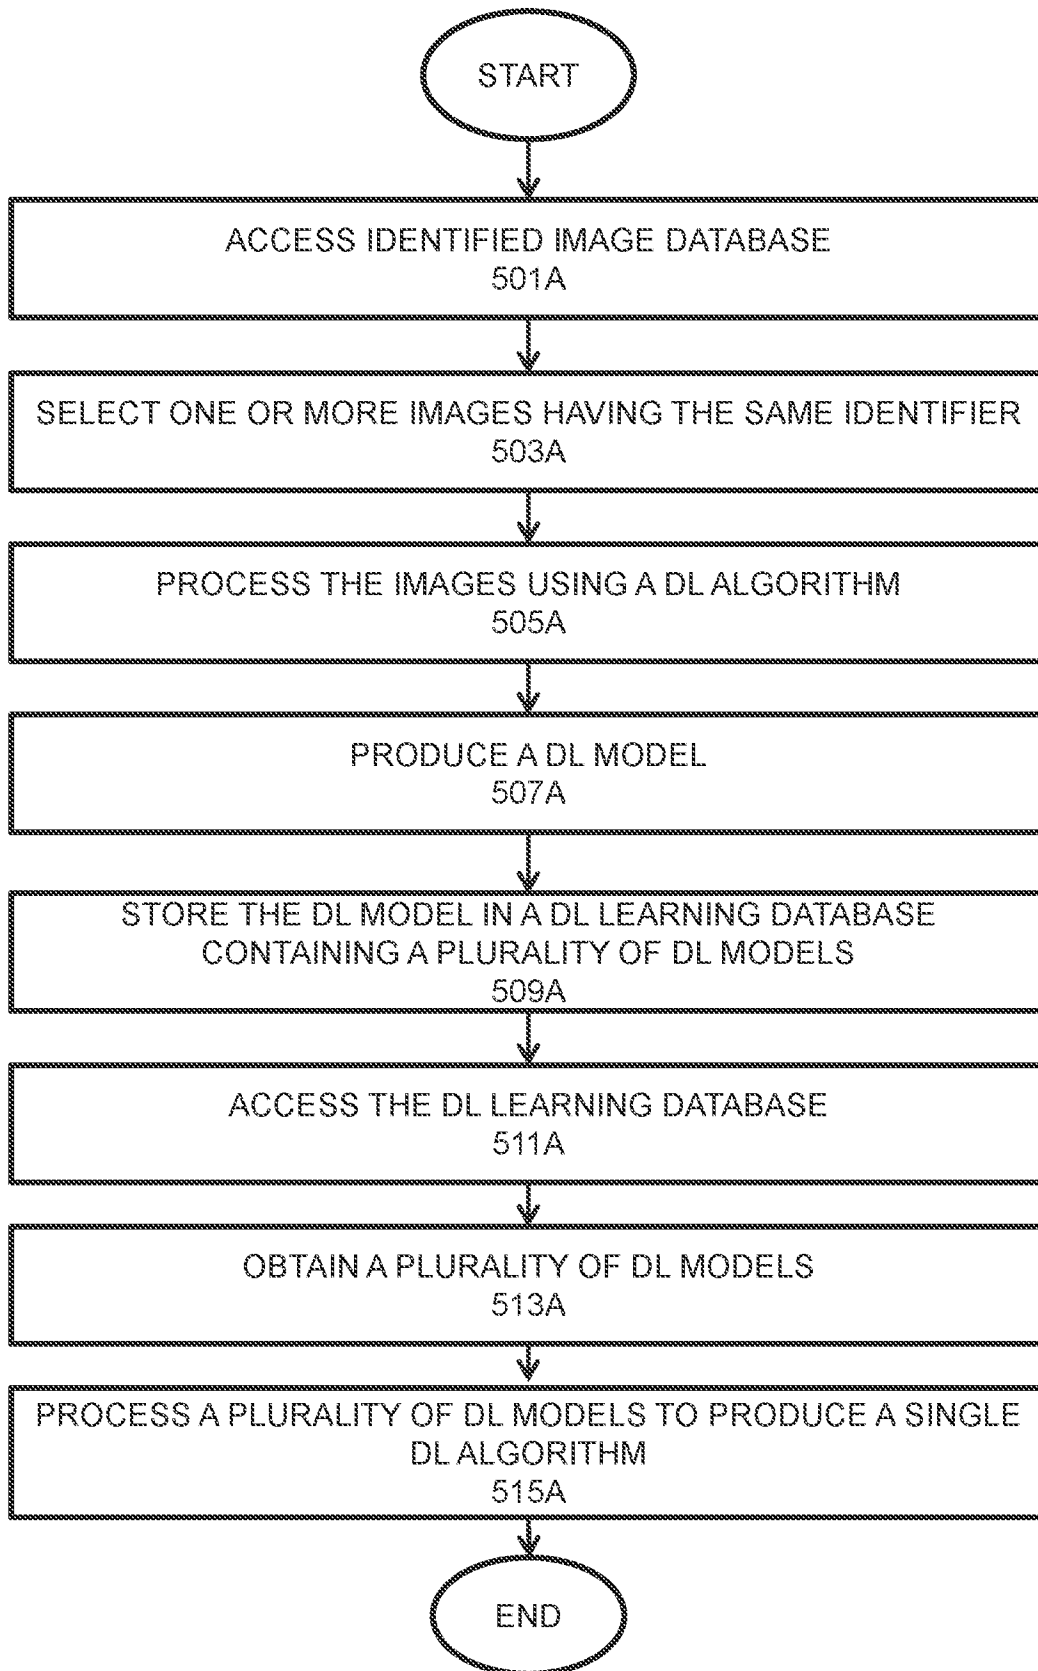 START
ACCESS IDENTIFIED IMAGE DATABASE
501A
SELECT ONE OR MORE IMAGES HAVING THE SAME IDENTIFIER
503A
PROCESS THE IMAGES USING A DL ALGORITHM
505A
PRODUCE A DL MODEL
507A
STORE THE DL MODEL IN A DL LEARNING DATABASE
CONTAINING A PLURALITY OF DL MODELS
509A
ACCESS THE DL LEARNING DATABASE
511A
OBTAIN A PLURALITY OF DL MODELS
513A
PROCESS A PLURALITY OF DL MODELS TO PRODUCE A SINGLE
DL ALGORITHM
515A
END